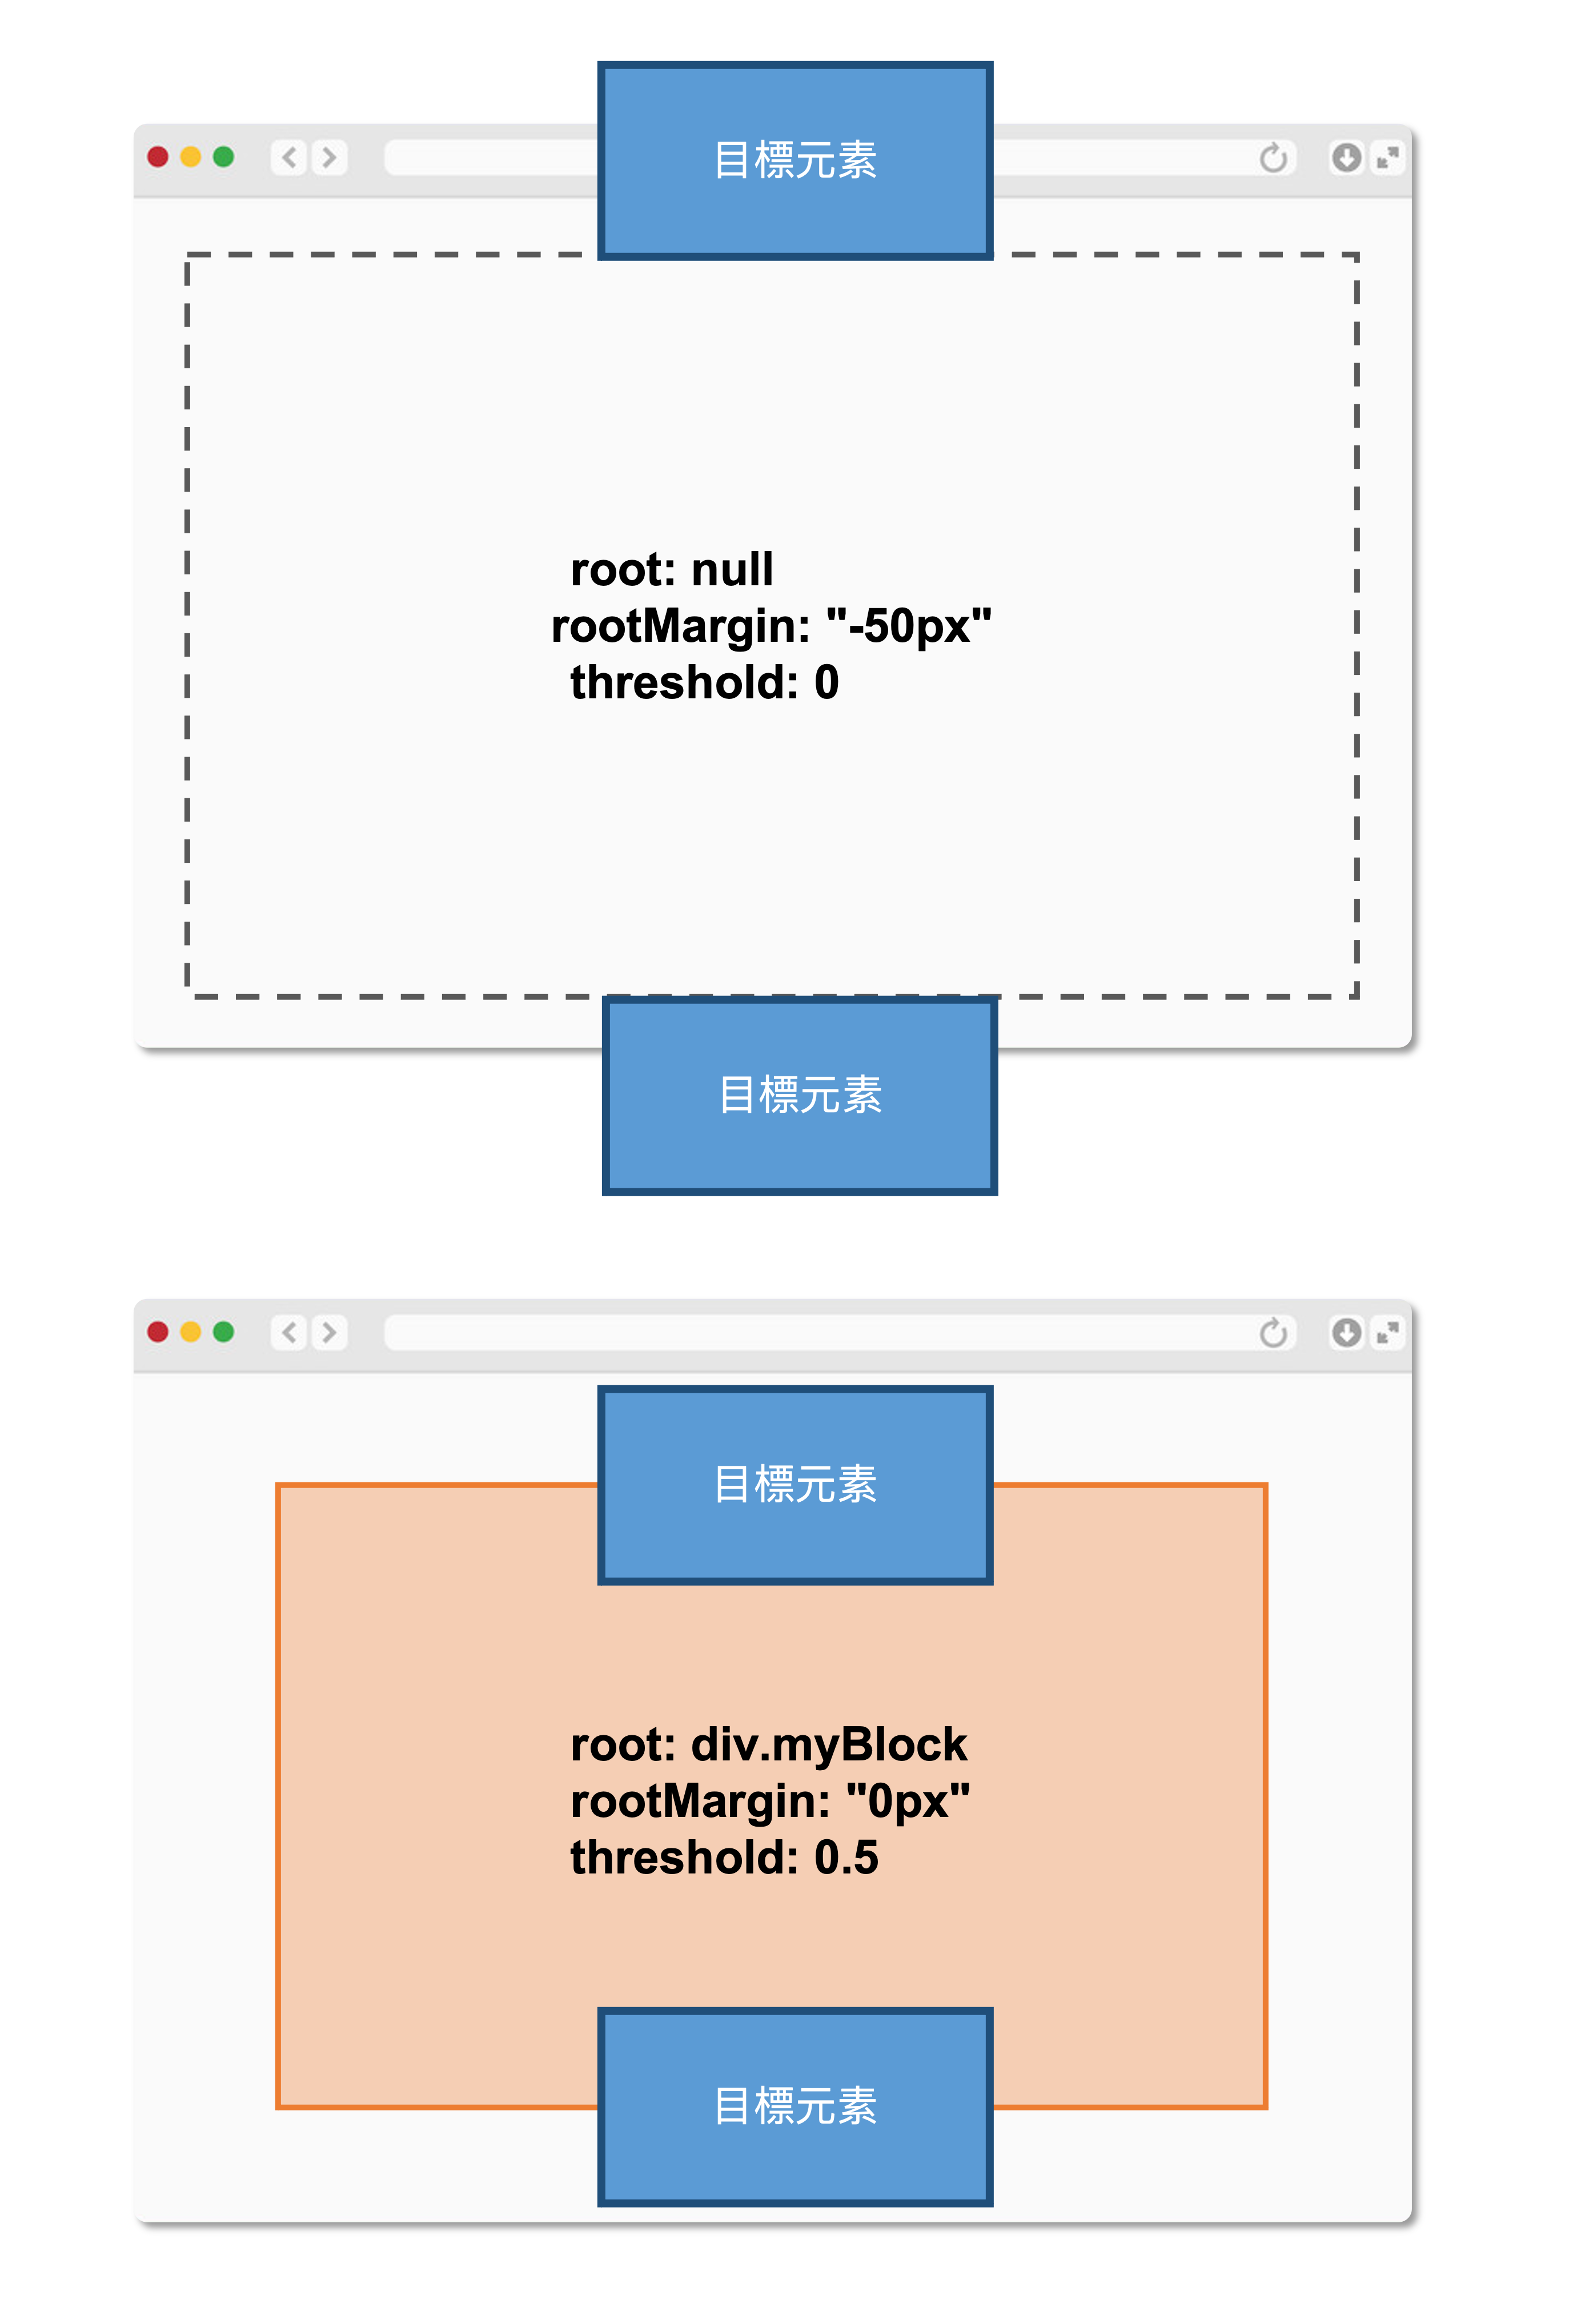 目標元素
root: null
rootMargin: "-50px"
threshold: 0
目標元素
目標元素
root: div.myBlock
rootMargin: "0px"
threshold: 0.5
目標元素